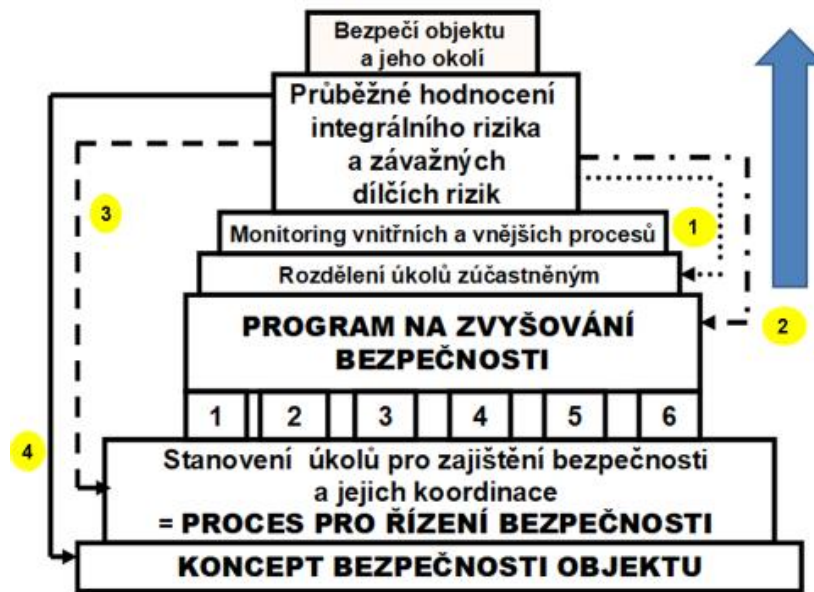 Bezpečí objektu
a jeho okolí
Průběžné hodnocení
integrálního rizika
a závažných
dílčích rizik
3
1
Monitoring vnitřních a vnějších procesů
Rozdělení úkolů zúčastněným
PROGRAM NA ZVYŠOVÁNÍ
BEZPEČNOSTI
2
1 2 3 4 5 6
4
Stanovení úkolů pro zajištění bezpečnosti
a jejich koordinace
= PROCES PRO ŘÍZENÍ BEZPEČNOSTI
KONCEPT BEZPEČNOSTI OBJEKTU